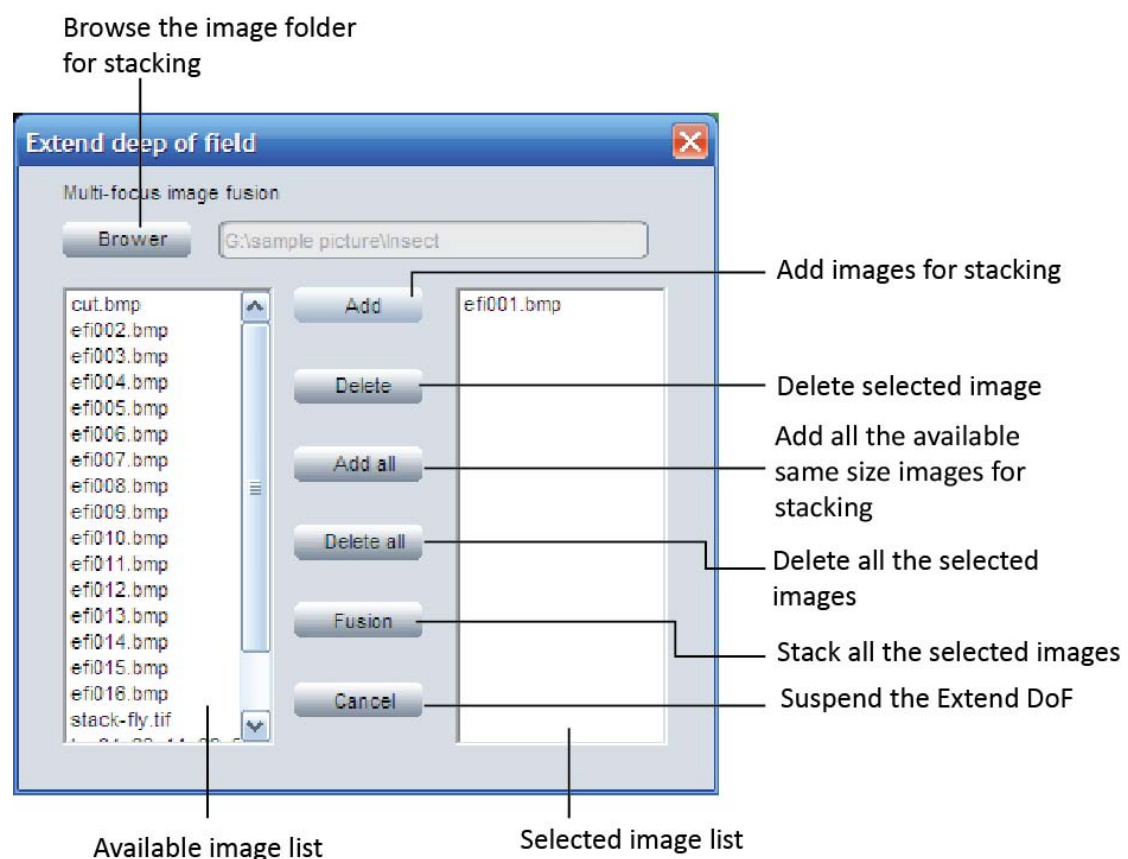 Browse the image folder
for stacking
Extend deep of field
Multi-focus image fusion
Brower
G:\sample picture\Insect
cut.bmp
efi002.bmp
efi003.bmp
efi004.bmp
efi005.bmp
efi006.bmp
efi007.bmp
efi008.bmp
efi009.bmp
efi010.bmp
efi011.bmp
efi012.bmp
efi013.bmp
efi014.bmp
efi015.bmp
efi016.bmp
stack-fly.tif
Add
Delete
Add all
Delete all
Fusion
Cancel
efi001.bmp
Add images for stacking
Delete selected image
Add all the available
same size images for
stacking
Delete all the selected
images
Stack all the selected images
Suspend the Extend DoF
Available image list
Selected image list